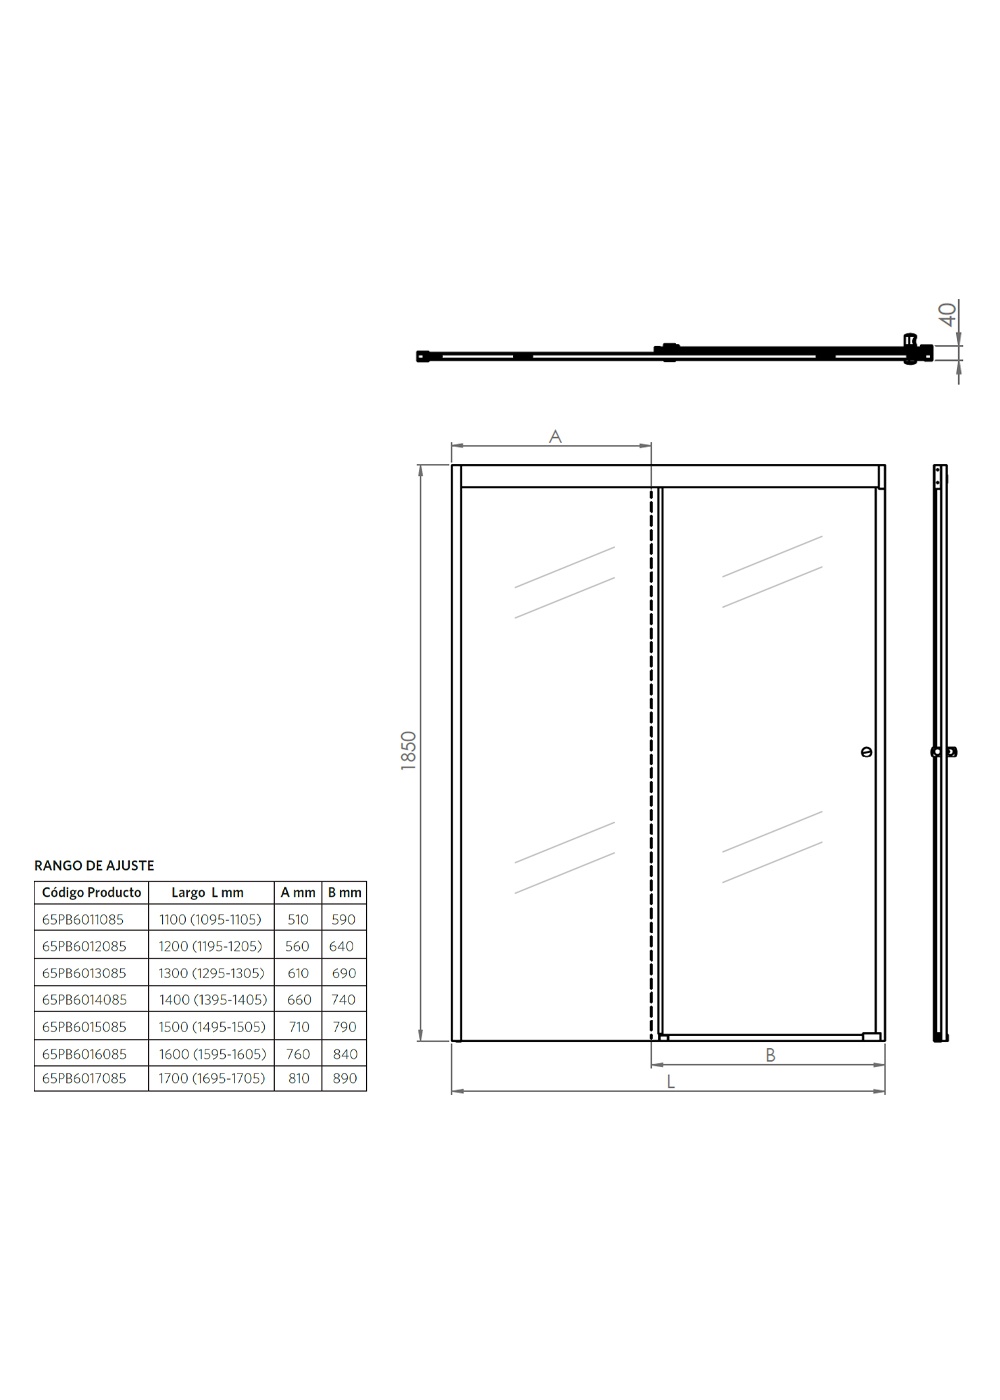 40
A
1850
RANGO DE AJUSTE
Código Producto Largo L mm A mm B mm
65PB6011085 1100 (1095-1105) 510 590
65PB6012085 1200 (1195-1205) 560 640
65PB6013085 1300 (1295-1305) 610 690
65PB6014085 1400 (1395-1405) 660 740
65PB6015085 1500 (1495-1505) 710 790
65PB6016085 1600 (1595-1605) 760 840
65PB6017085 1700 (1695-1705) 810 890
B
L